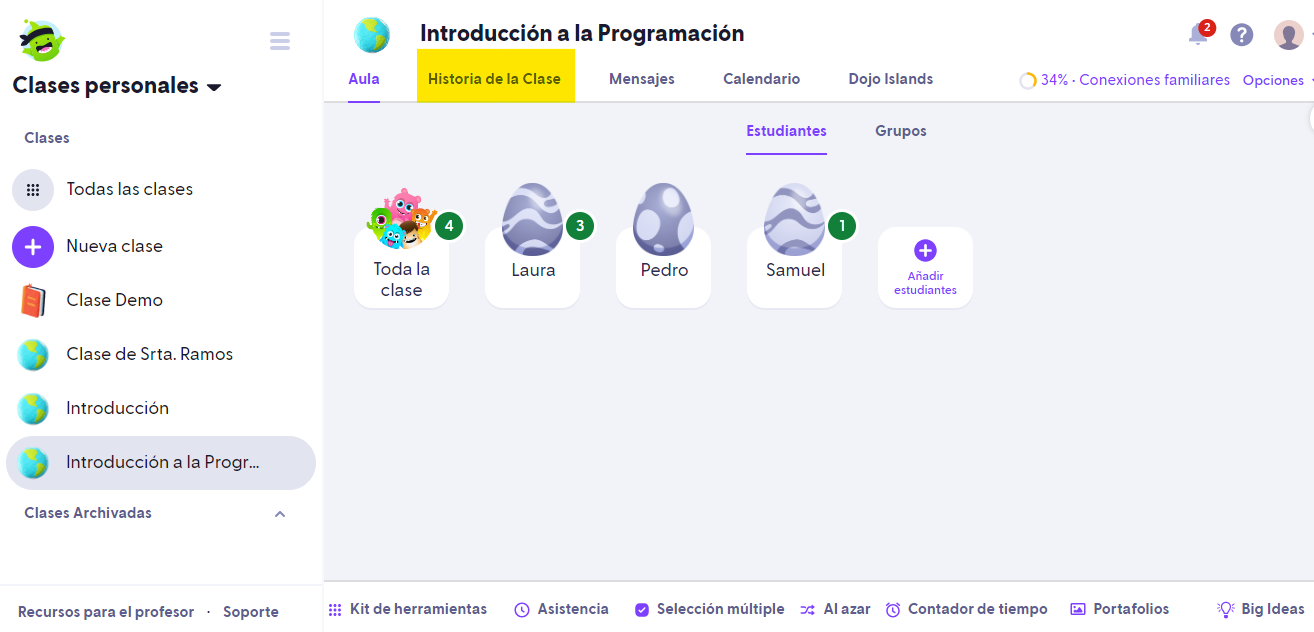 Clases personales
Clases
Todas las clases
Nueva clase
Clase Demo
Clase de Srta. Ramos
Introducción
Introducción a la Progr...
Clases Archivadas
Recursos para el profesor · Soporte
Introducción a la Programación
2
?
Aula
Historia de la Clase
Mensajes
Calendario
Dojo Islands
34% · Conexiones familiares
Opciones
Estudiantes
Grupos
4
Toda la
clase
3
Laura
Pedro
1
Samuel
Añadir
estudiantes
Kit de herramientas
Asistencia
Selección múltiple
Al azar
Contador de tiempo
Portafolios
Big Ideas